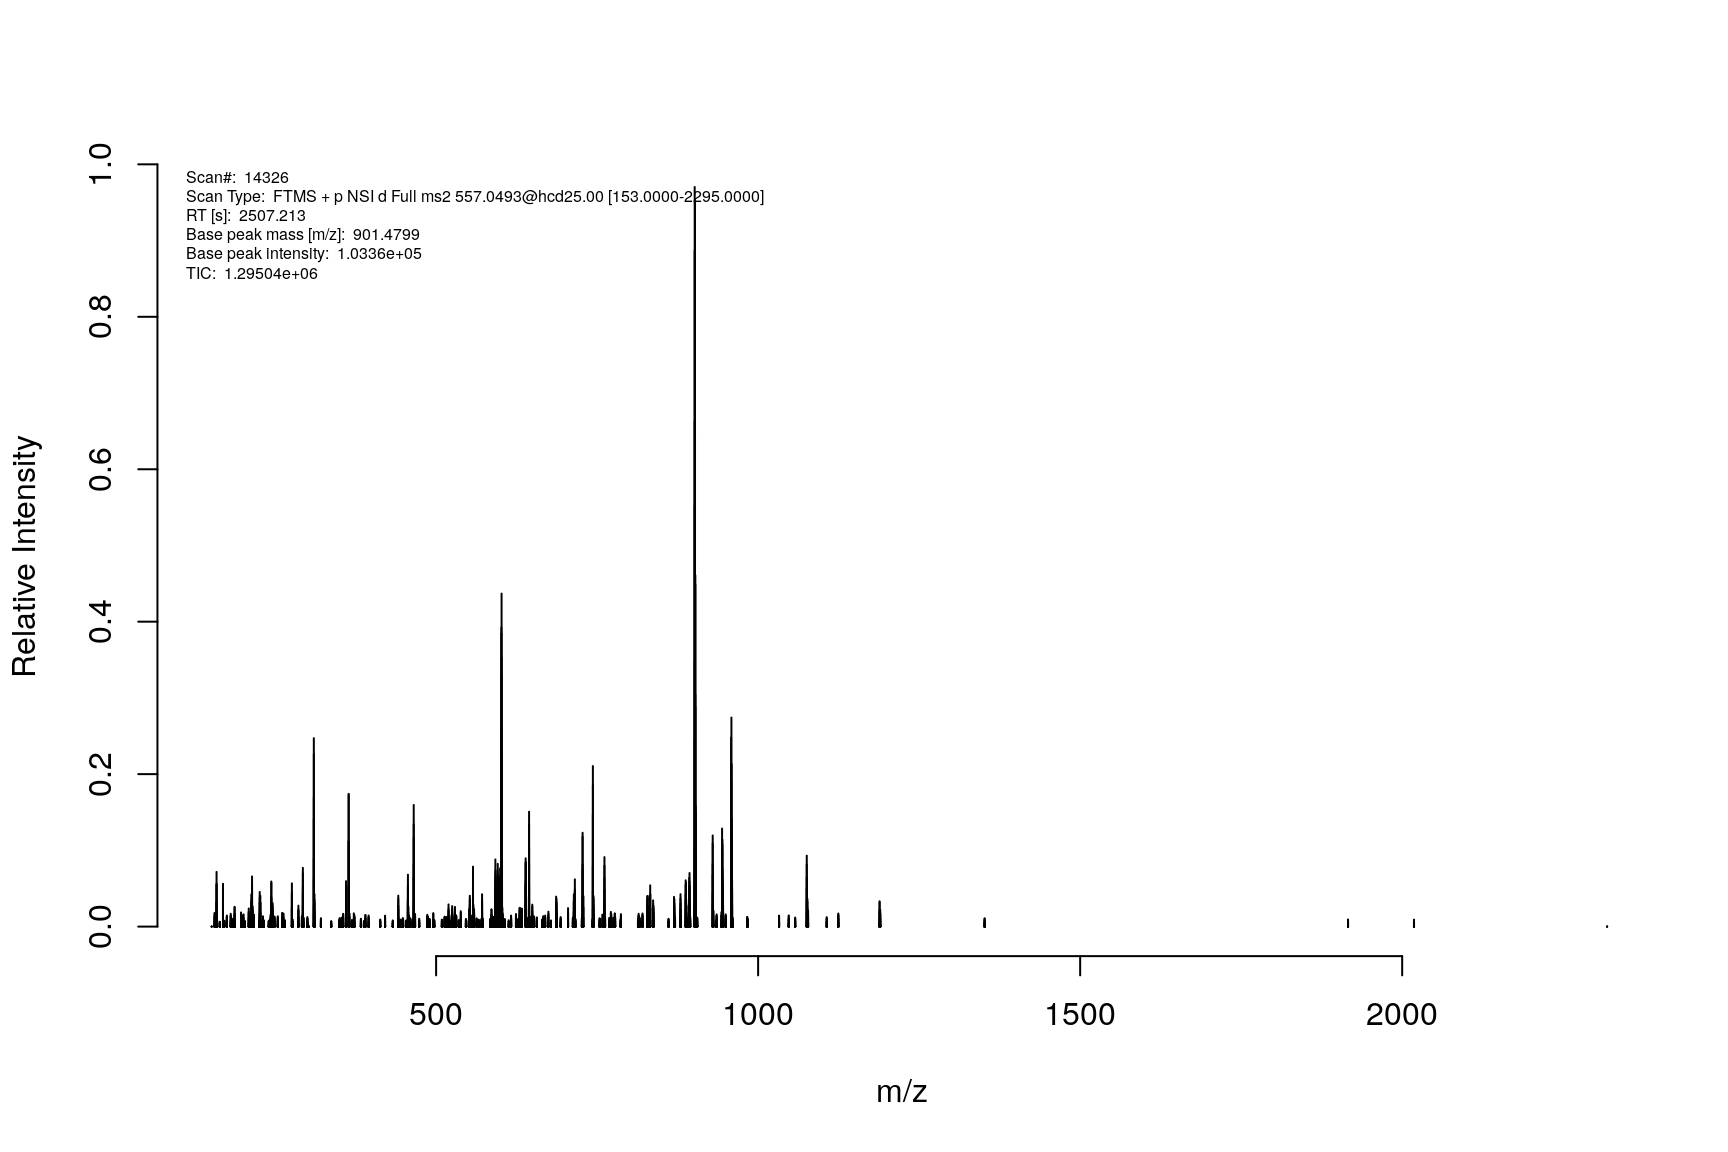 Scan#: 14326
Scan Type: FTMS + p NSI d Full ms2 557.0493@hcd25.00 [153.0000-2295.0000]
RT [s]: 2507.213
Base peak mass [m/z]: 901.4799
Base peak intensity: 1.0336e+05
TIC: 1.29504e+06
1.0
0.8
0.6
0.4
0.2
0.0
Relative Intensity
500 1000 1500 2000
m/z